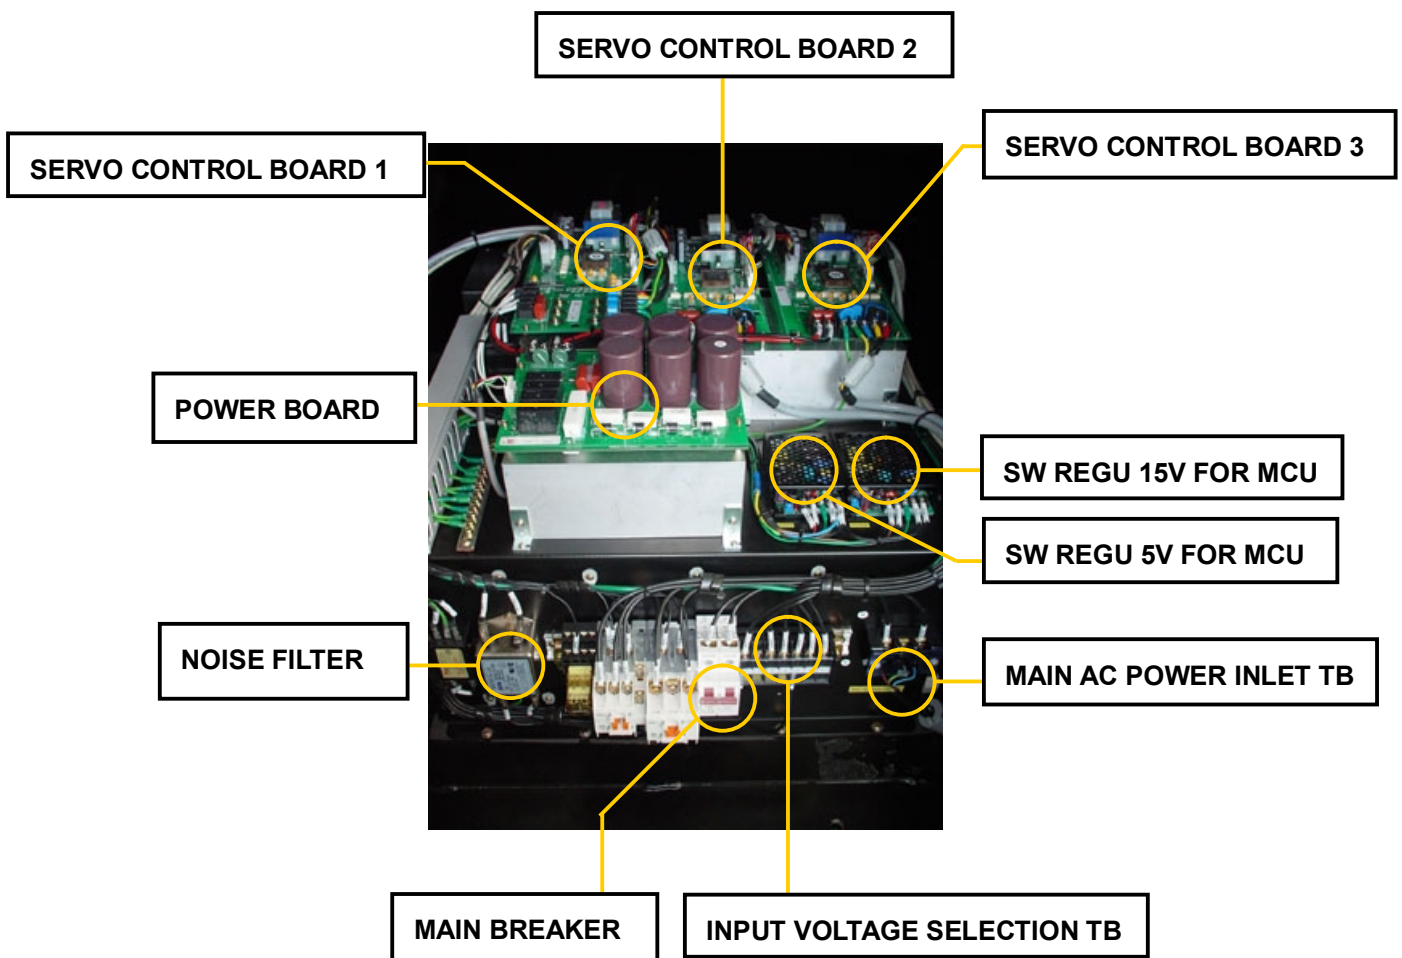 SERVO CONTROL BOARD 2
SERVO CONTROL BOARD 3
SERVO CONTROL BOARD 1
POWER BOARD
SW REGU 15V FOR MCU
SW REGU 5V FOR MCU
NOISE FILTER
MAIN AC POWER INLET TB
MAIN BREAKER
INPUT VOLTAGE SELECTION TB